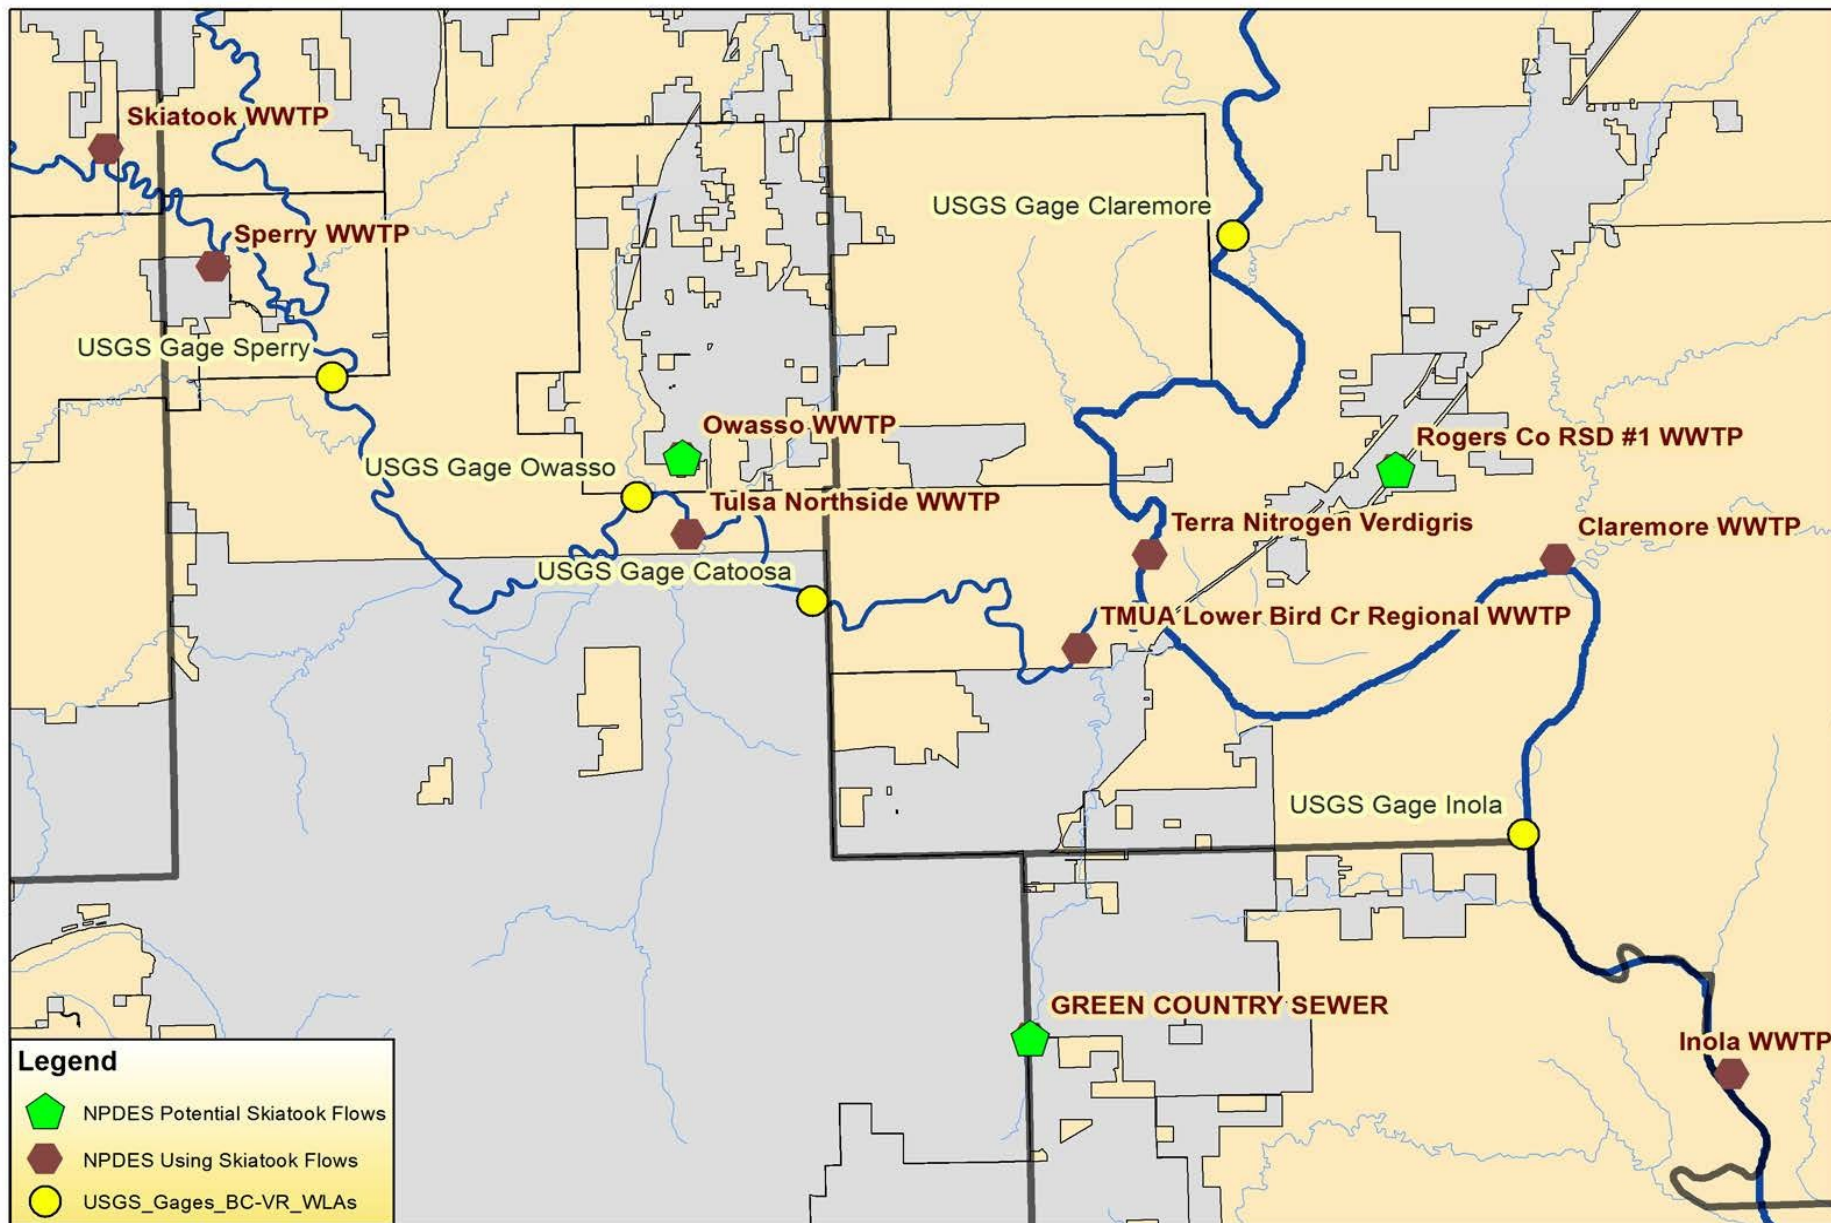 Skiatook WWTP
USGS Gage Claremore
Sperry WWTP
USGS Gage Sperry
Owasso WWTP
Rogers Co RSD #1 WWTP
USGS Gage Owasso
Tulsa Northside WWTP
Terra Nitrogen Verdigris
Claremore WWTP
USGS Gage Catoosa
TMUA Lower Bird Cr Regional WWTP
USGS Gage Inola
GREEN COUNTRY SEWER
Inola WWTP
Legend
NPDES Potential Skiatook Flows
NPDES Using Skiatook Flows
USGS_Gages_BC-VR_WLAs